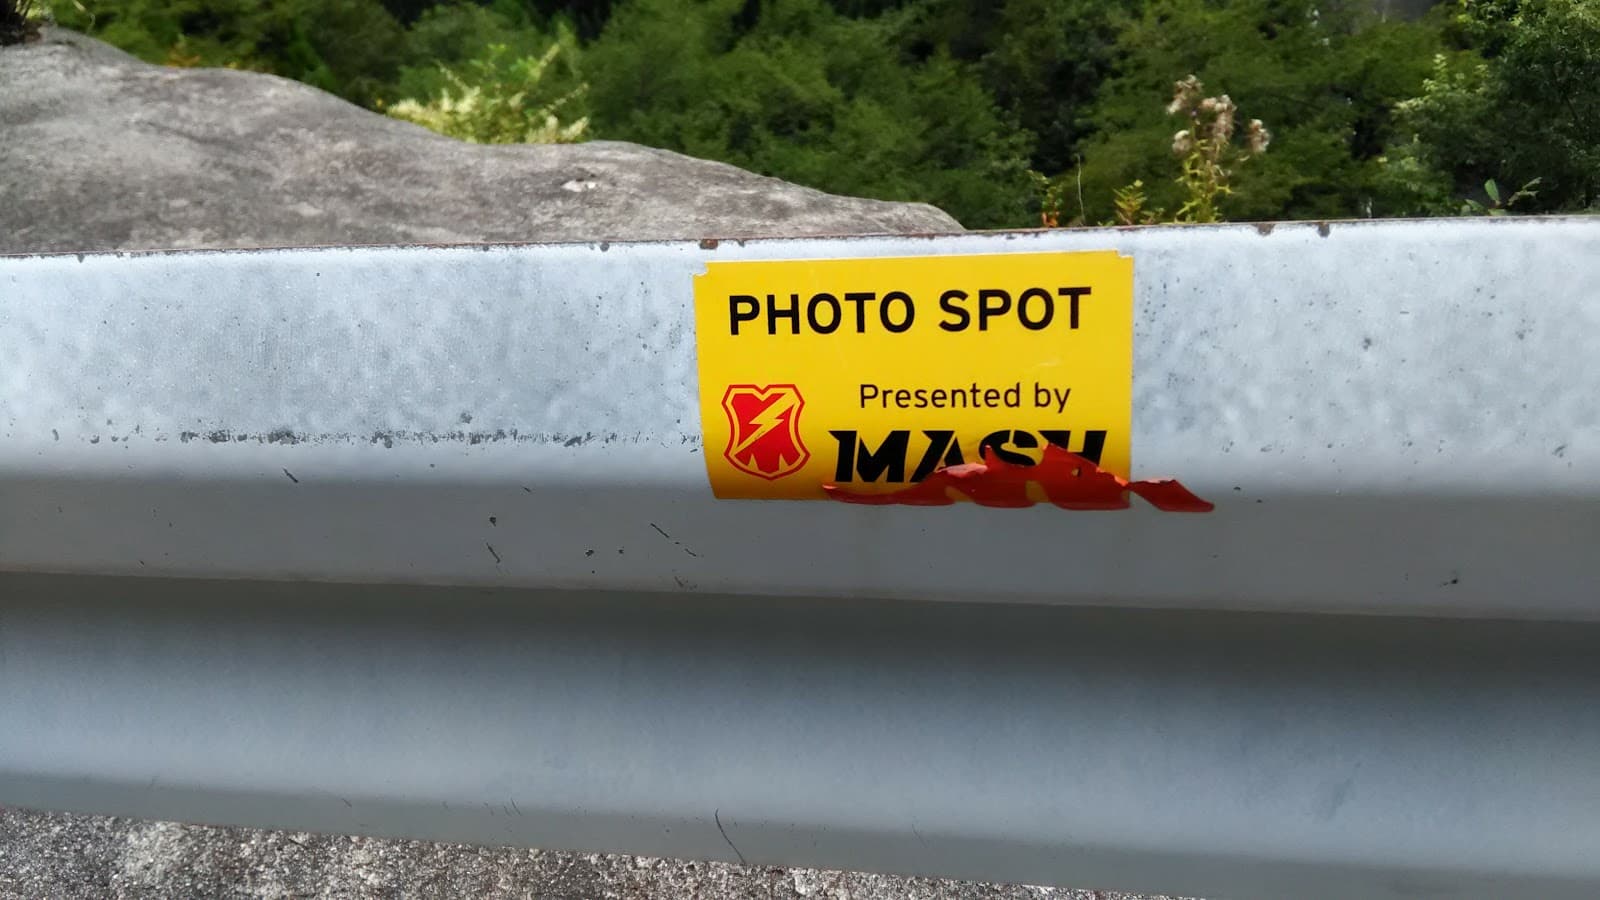 PHOTO SPOT
Presented by
MASH